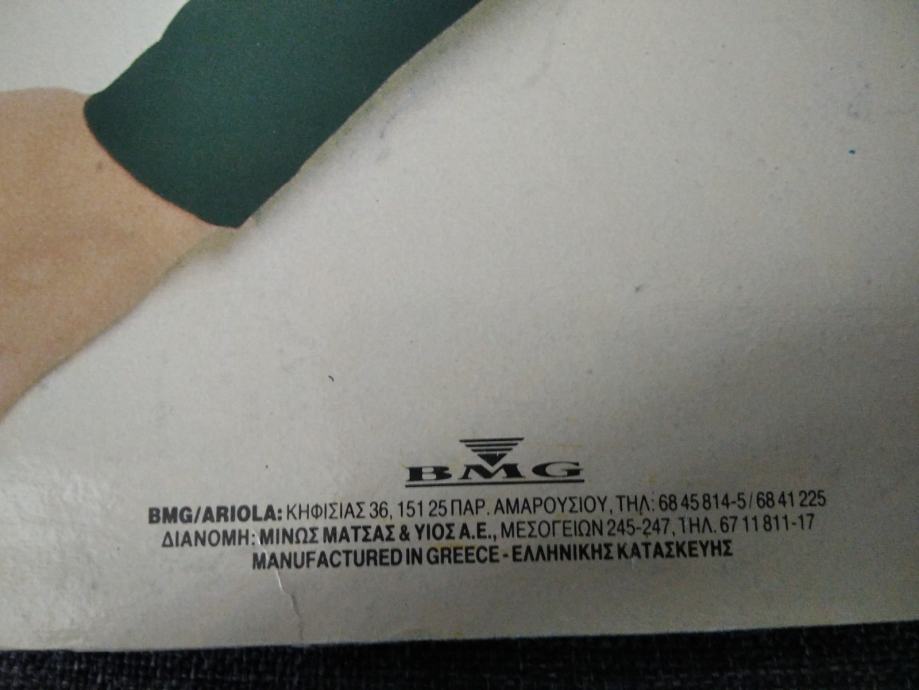 BMG
BMG/ARIOLA: ΚΗΦΙΣΙΑΣ 36, 151 25 ΠΑΡ. ΑΜΑΡΟΥΣΙΟΥ, ΤΗΛ: 68 45 814-5 / 68 41 225
ΔΙΑΝΟΜΗ: ΜΙΝΩΣ ΜΑΤΣΑΣ & ΥΙΟΣ Α.Ε., ΜΕΣΟΓΕΙΩΝ 245-247, ΤΗΛ. 67 11 811-17
MANUFACTURED IN GREECE - ΕΛΛΗΝΙΚΗΣ ΚΑΤΑΣΚΕΥΗΣ